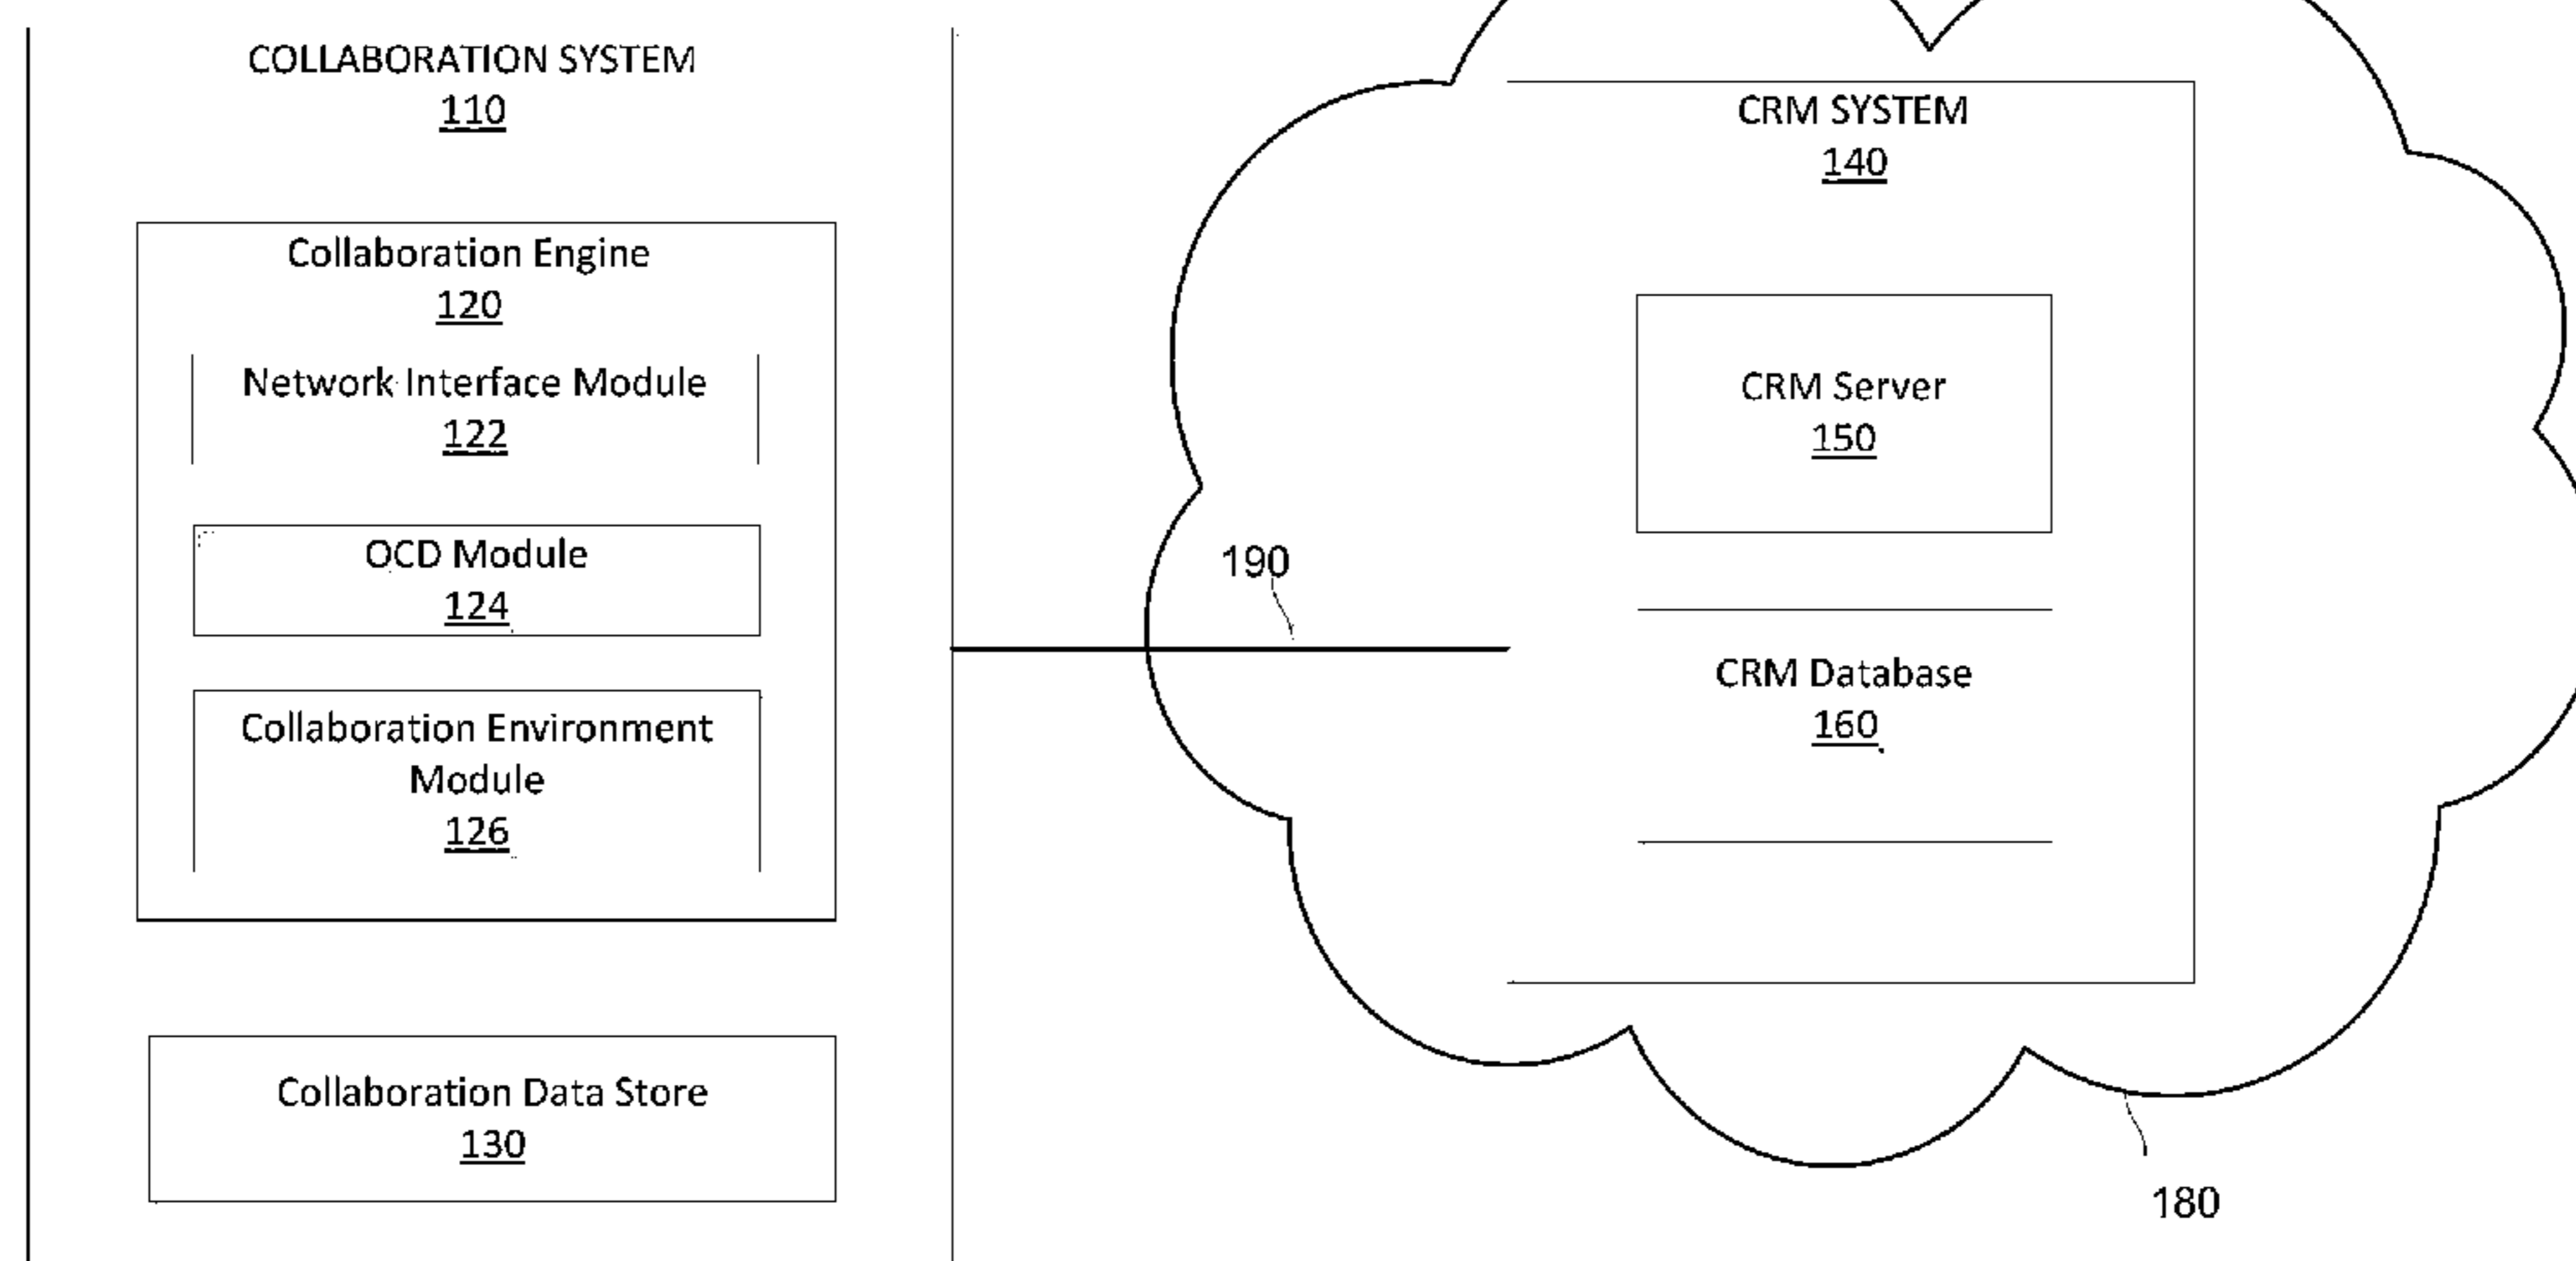 COLLABORATION SYSTEM
110
Collaboration Engine
120
Network Interface Module
122
OCD Module
124
Collaboration Environment
Module
126
Collaboration Data Store
130
190
CRM SYSTEM
140
CRM Server
150
CRM Database
160
180